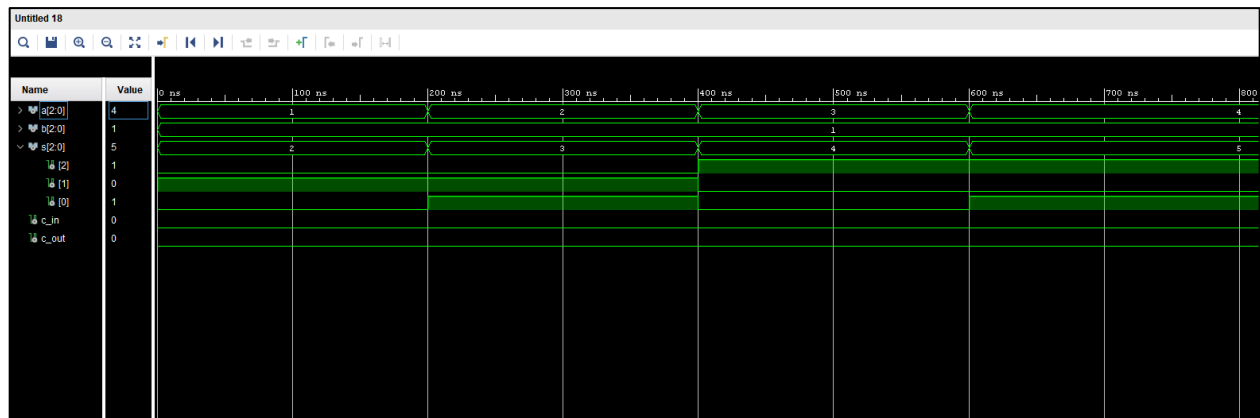 Untitled 18
Name Value 0 ns 100 ns 200 ns 300 ns 400 ns 500 ns 600 ns 700 ns 800
a[2:0] 4 1 2 3 4
b[2:0] 1 1
s[2:0] 5 2 3 4 5
[2] 1
[1] 0
[0] 1
c_in 0
c_out 0